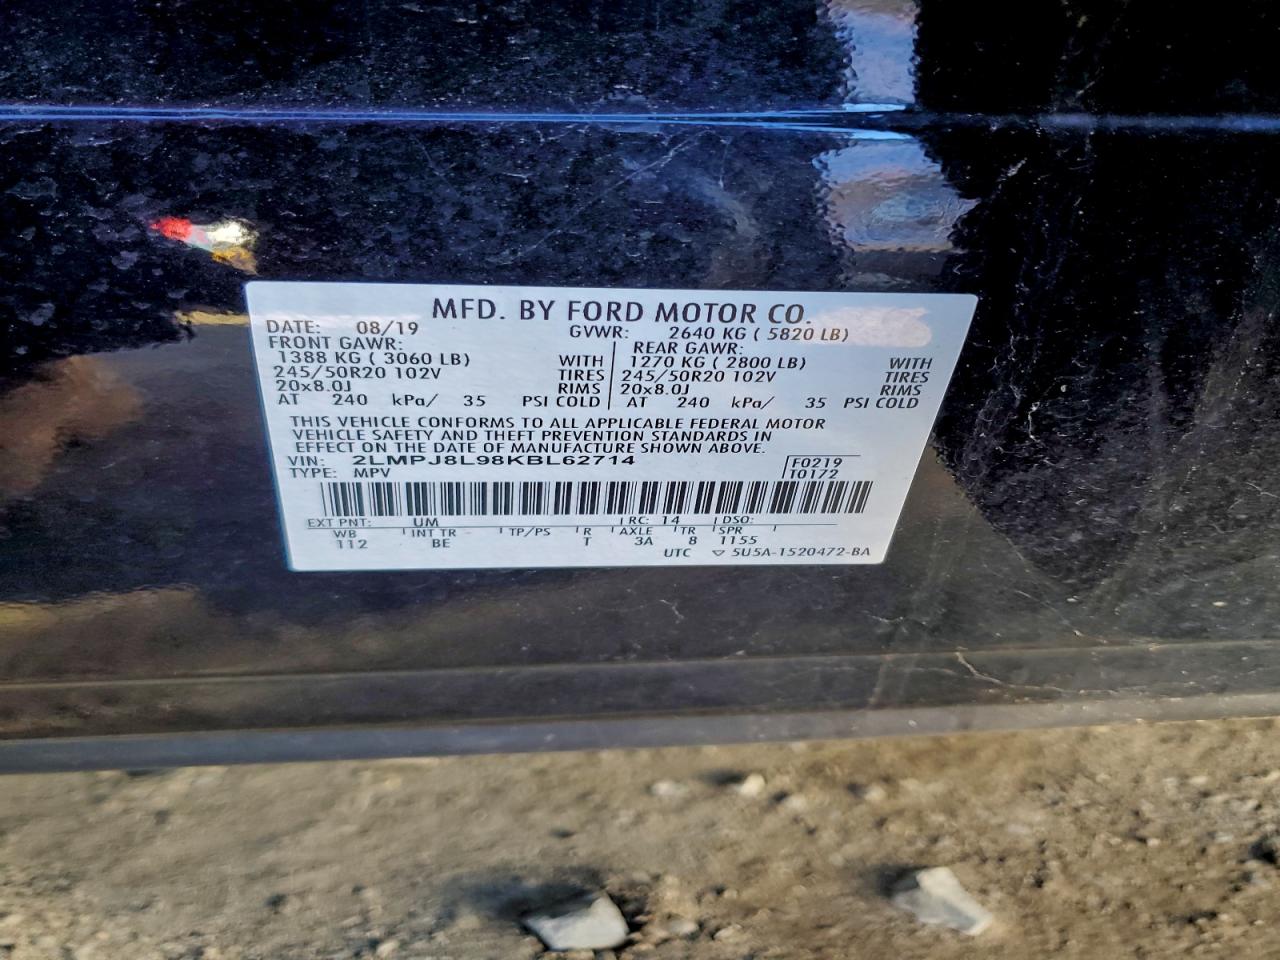 MFD. BY FORD MOTOR CO.
DATE: 08/19 GVWR: 2640 KG ( 5820 LB)
FRONT GAWR: REAR GAWR:
1388 KG ( 3060 LB) WITH 1270 KG ( 2800 LB) WITH
245/50R20 102V TIRES 245/50R20 102V TIRES
20x8.0J RIMS 20x8.0J RIMS
AT 240 kPa/ 35 PSI COLD AT 240 kPa/ 35 PSI COLD
THIS VEHICLE CONFORMS TO ALL APPLICABLE FEDERAL MOTOR
VEHICLE SAFETY AND THEFT PREVENTION STANDARDS IN
EFFECT ON THE DATE OF MANUFACTURE SHOWN ABOVE.
VIN: 2LMPJ8L98KBL62714 F0219
TYPE: MPV T0172
EXT PNT: UM RC: 14 DSO:
WB INT TR TP/PS R AXLE TR SPR
112 BE T 3A 8 1155
UTC ▽ 5U5A-1520472-BA